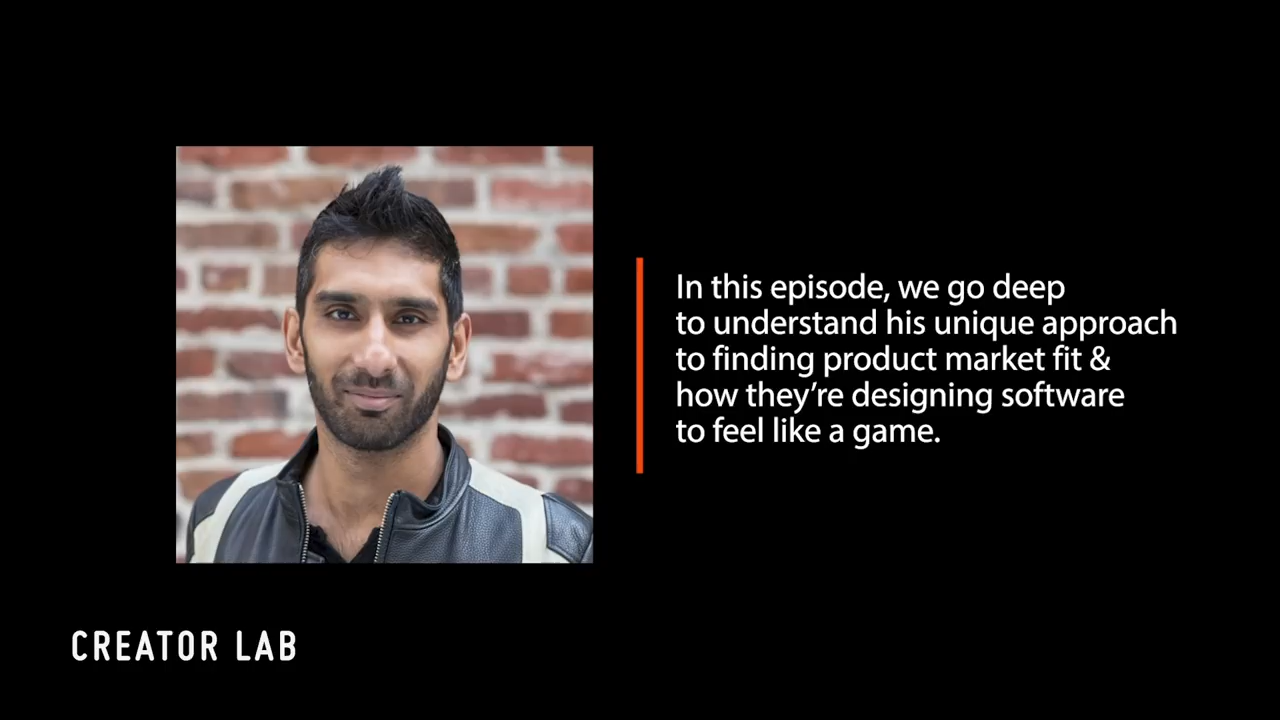 In this episode, we go deep
to understand his unique approach
to finding product market fit &
how they're designing software
to feel like a game.
CREATOR LAB